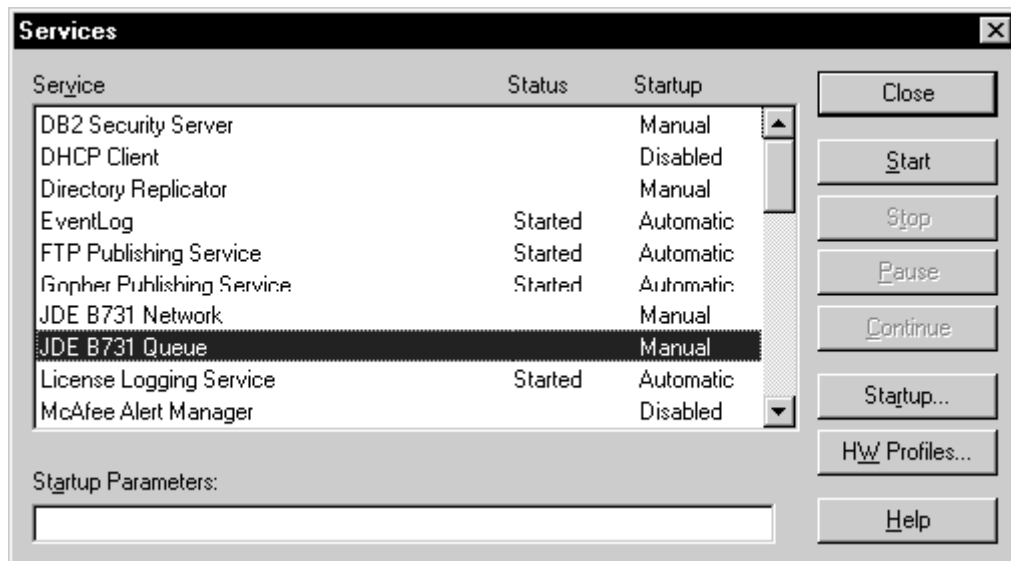 Services
Service Status Startup
DB2 Security Server Manual
DHCP Client Disabled
Directory Replicator Manual
EventLog Started Automatic
FTP Publishing Service Started Automatic
Gopher Publishing Service Started Automatic
JDE B731 Network Manual
JDE B731 Queue Manual
License Logging Service Started Automatic
McAfee Alert Manager Disabled
Startup Parameters:
Close
Start
Stop
Pause
Continue
Startup...
HW Profiles...
Help